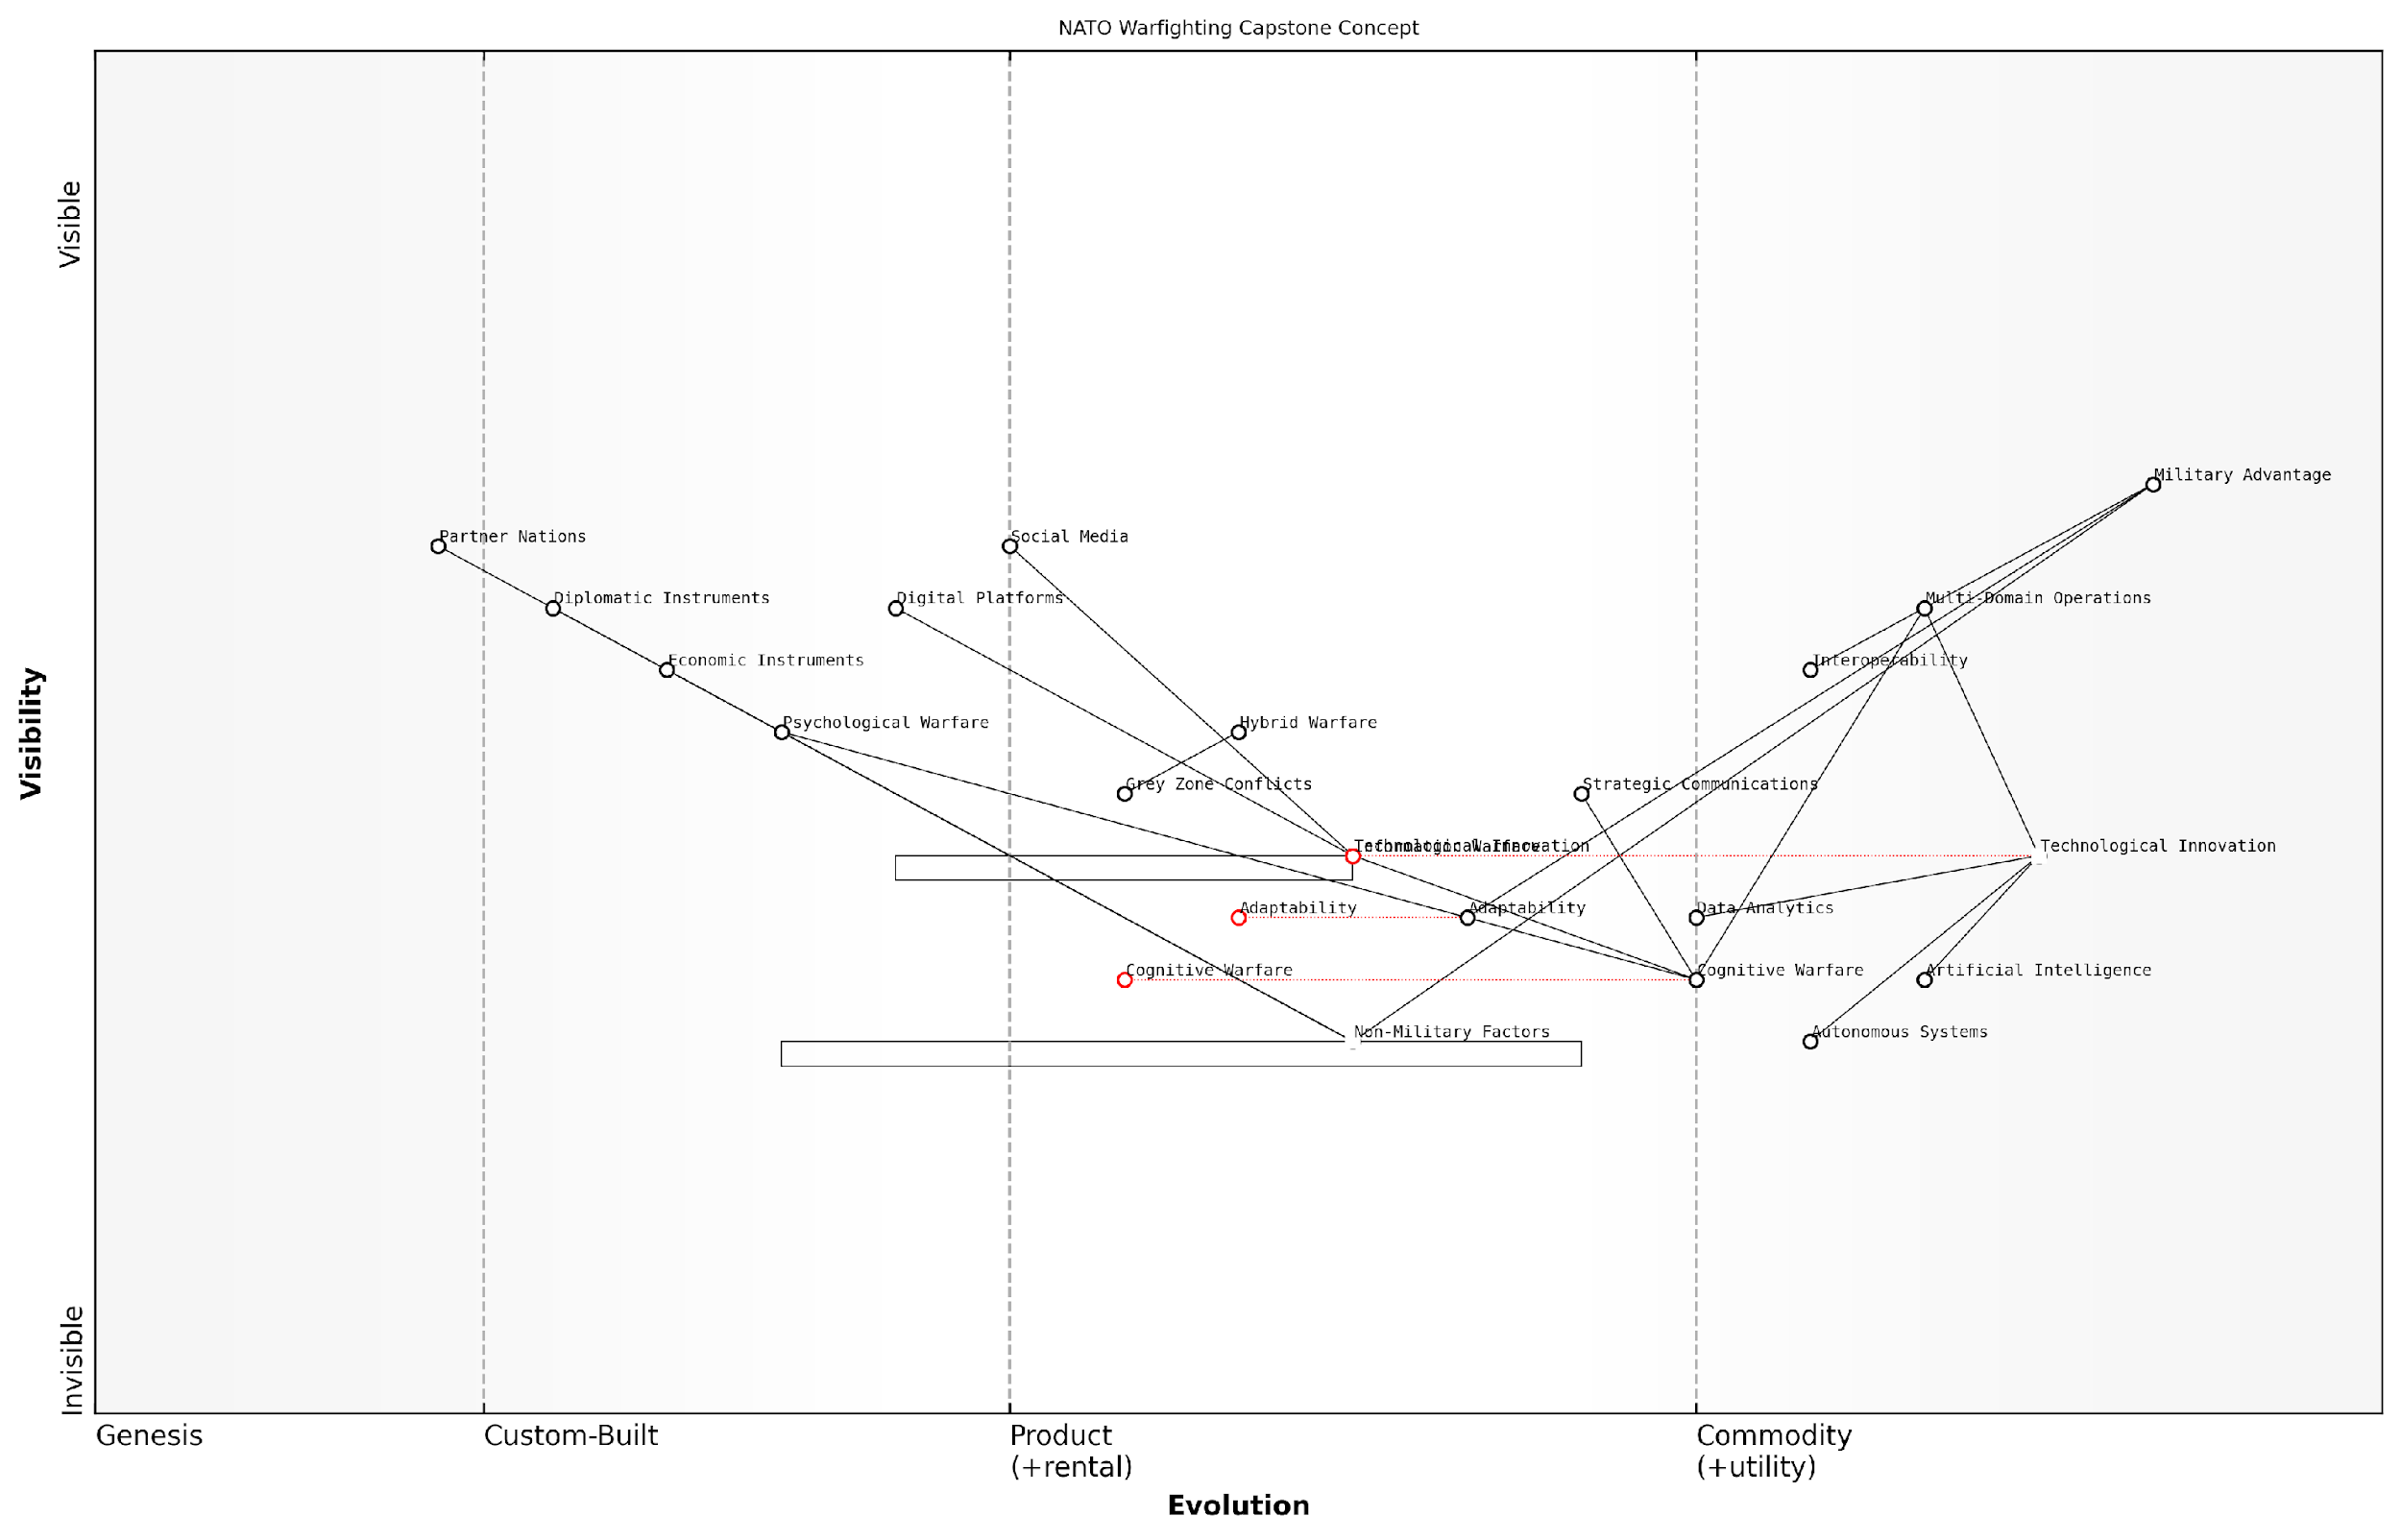 NATO Warfighting Capstone Concept
Visible
Military Advantage
Partner Nations
Social Media
Diplomatic Instruments
Digital Platforms
Multi-Domain Operations
Economic Instruments
Interoperability
Psychological Warfare
Hybrid Warfare
Grey Zone Conflicts
Strategic Communications
Visibility
Technological Innovation
Information Warfare
Technological Innovation
Adaptability
Adaptability
Data Analytics
Cognitive Warfare
Cognitive Warfare
Artificial Intelligence
Non-Military Factors
Autonomous Systems
Invisible
Genesis
Custom-Built
Product
(+rental)
Commodity
(+utility)
Evolution